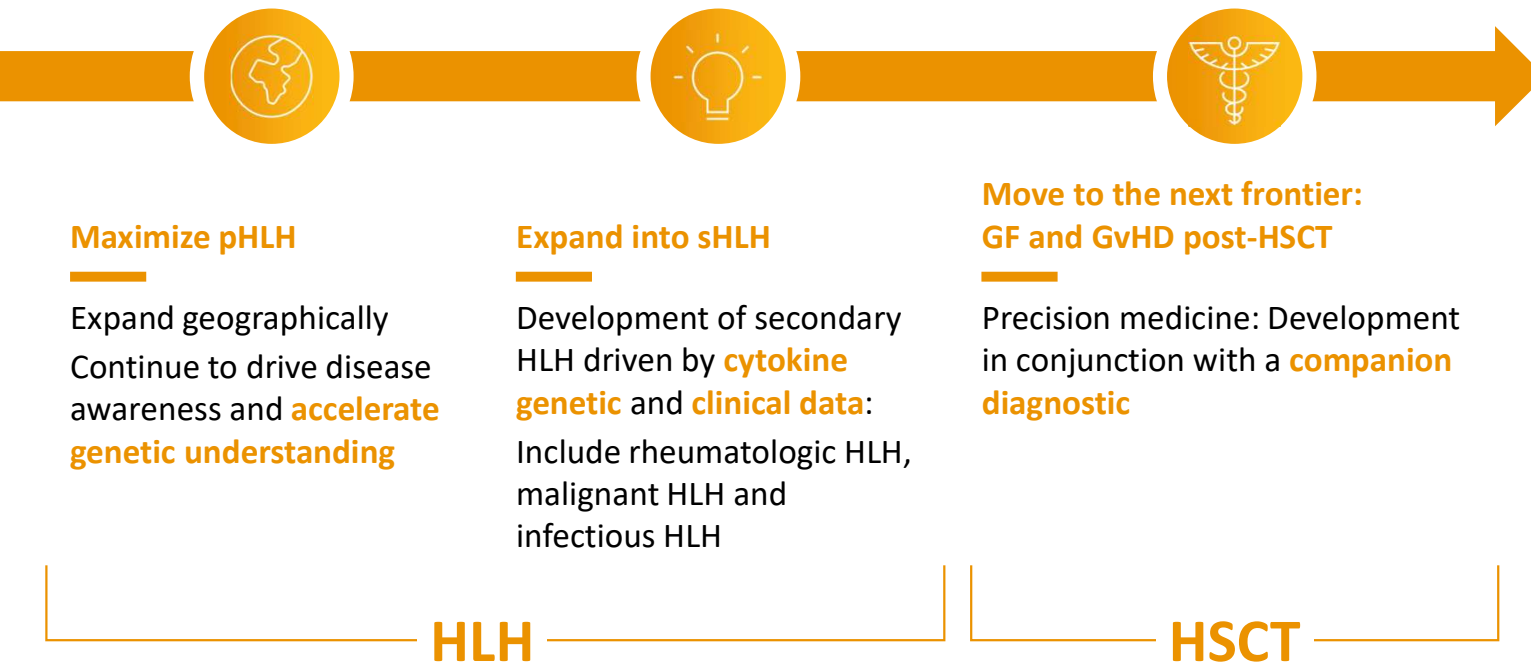 Maximize pHLH
Expand geographically
Continue to drive disease
awareness and accelerate
genetic understanding
Expand into sHLH
Development of secondary
HLH driven by cytokine
genetic and clinical data:
Include rheumatologic HLH,
malignant HLH and
infectious HLH
Move to the next frontier:
GF and GvHD post-HSCT
Precision medicine: Development
in conjunction with a companion
diagnostic
HLH
HSCT